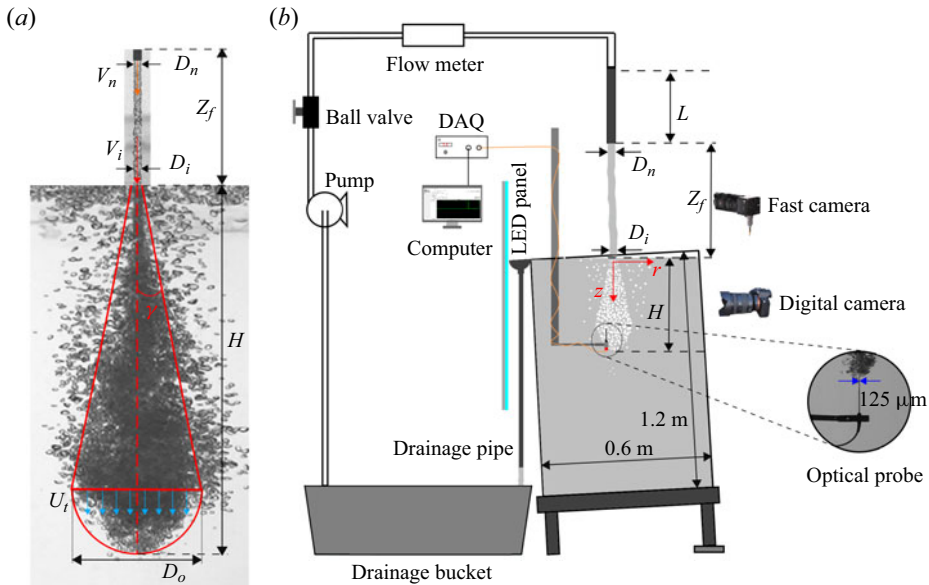 (a)
V_n
D_n
Z_f
V_i
D_i
γ
H
U_t
D_o
(b)
Flow meter
Ball valve
DAQ
L
D_n
Pump
LED panel
Z_f
Fast camera
Computer
D_i
r
z
H
Digital camera
125 μm
1.2 m
Drainage pipe
0.6 m
Optical probe
Drainage bucket